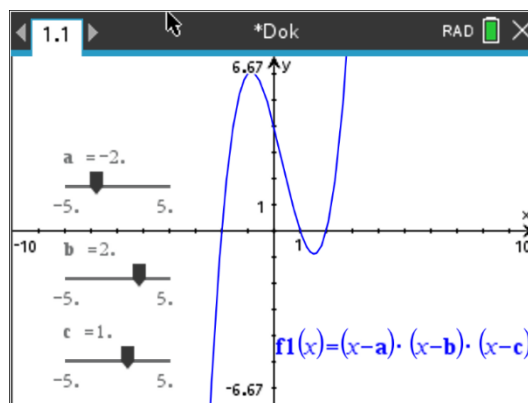 1.1 *Dok RAD
6.67 y
a =-2.
-5. 5.
1
x
-10 1 10
b =2.
-5. 5.
c =1.
f1(x)=(x-a)·(x-b)·(x-c)
-5. 5.
-6.67